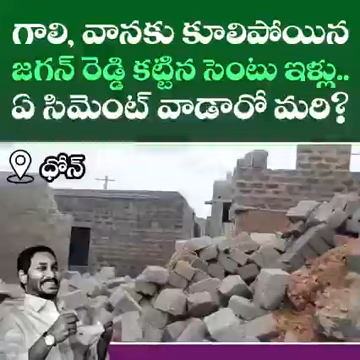 గాలి, వానకు కూలిపోయిన
జగన్ రెడ్డి కట్టిన సెంటు ఇళ్లు..
ఏ సిమెంట్ వాడారో మరి?
ధోన్